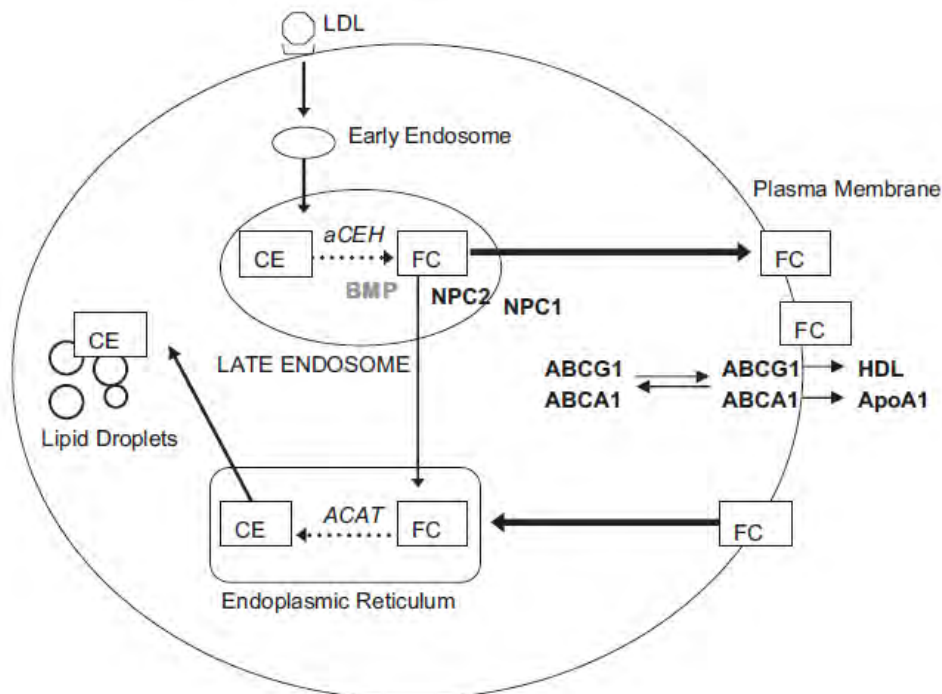 LDL
Early Endosome
Plasma Membrane
aCEH
CE
FC
FC
BMP
NPC2
NPC1
FC
CE
LATE ENDOSOME
ABCG1
ABCG1
HDL
ABCA1
ABCA1
ApoA1
Lipid Droplets
ACAT
CE
FC
FC
Endoplasmic Reticulum